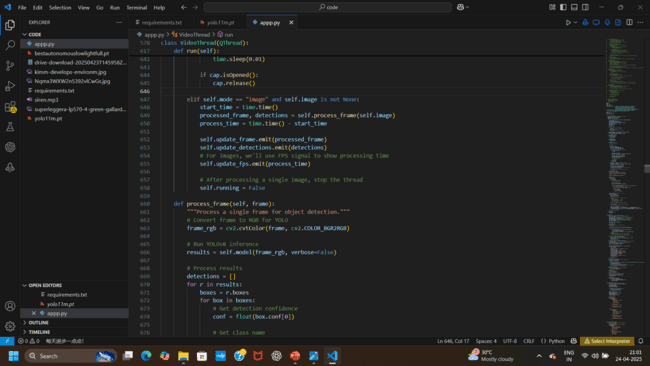 File Edit Selection View Go Run Terminal Help
code
requirements.txt
yolo11m.pt
appp.py
EXPLORER
CODE
appp.py
bestautonomousdowlightfull.pt
drive-download-20250423T1459582...
kimm-develops-environm.jpg
requirements.txt
siren.mp3
superleggera-lp570-4-green-gallard...
yolo11m.pt
OPEN EDITORS
requirements.txt
yolo11m.pt
appp.py
OUTLINE
TIMELINE
appp.py > VideoThread > run
576 class VideoThread(QThread):
617 def run(self):
642 time.sleep(0.01)
643
644 if cap.isOpened():
645 cap.release()
646
647 elif self.mode == "image" and self.image is not None:
648 start_time = time.time()
649 processed_frame, detections = self.process_frame(self.image)
650 process_time = time.time() - start_time
651
652 self.update_frame.emit(processed_frame)
653 self.update_detections.emit(detections)
654 # For images, we'll use FPS signal to show processing time
655 self.update_fps.emit(process_time)
656
657 # After processing a single image, stop the thread
658 self.running = False
659
660 def process_frame(self, frame):
661 """Process a single frame for object detection."""
662 # Convert frame to RGB for YOLO
663 frame_rgb = cv2.cvtColor(frame, cv2.COLOR_BGR2RGB)
664
665 # Run YOLOv8 inference
666 results = self.model(frame_rgb, verbose=False)
667
668 # Process results
669 detections = []
670 for r in results:
671 boxes = r.boxes
672 for box in boxes:
673 # Get detection confidence
674 conf = float(box.conf[0])
675
676 # Get class name
0 0 每天进步一点点!
Ln 646, Col 17 Spaces: 4 UTF-8 CRLF Python Select Interpreter
30°C
Mostly cloudy
Search
ENG
IN
21:01
24-04-2025